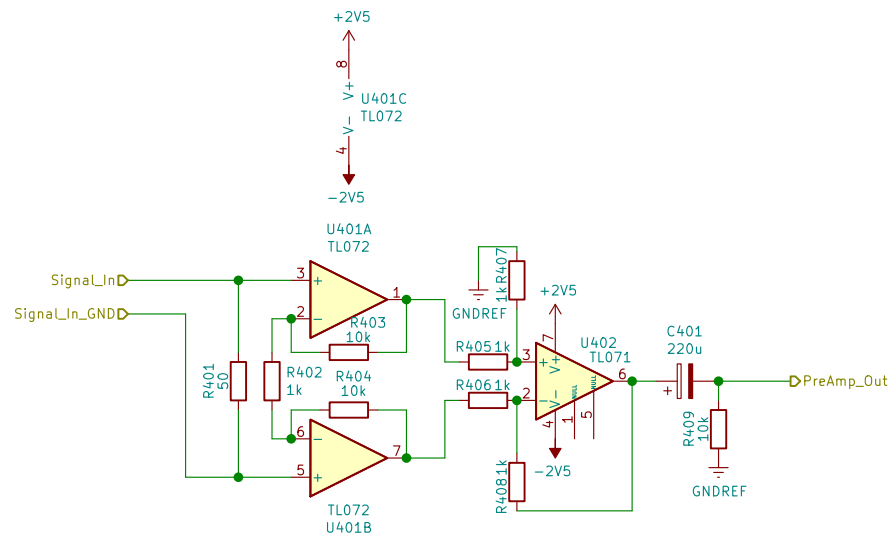 +2V5
8
V+
U401C
TL072
V-
4
-2V5
U401A
TL072
Signal_In
3
+
1
Signal_In_GND
2
-
R403
10k
R401
50
R402
1k
R404
10k
6
-
7
5
+
TL072
U401B
R407
1k
GNDREF
+2V5
7
U402
TL071
R405
1k
3
+
V+
R406
1k
2
-
V-
NULL
NULL
6
4
1
5
-2V5
R408
1k
C401
220u
+
PreAmp_Out
R409
10k
GNDREF